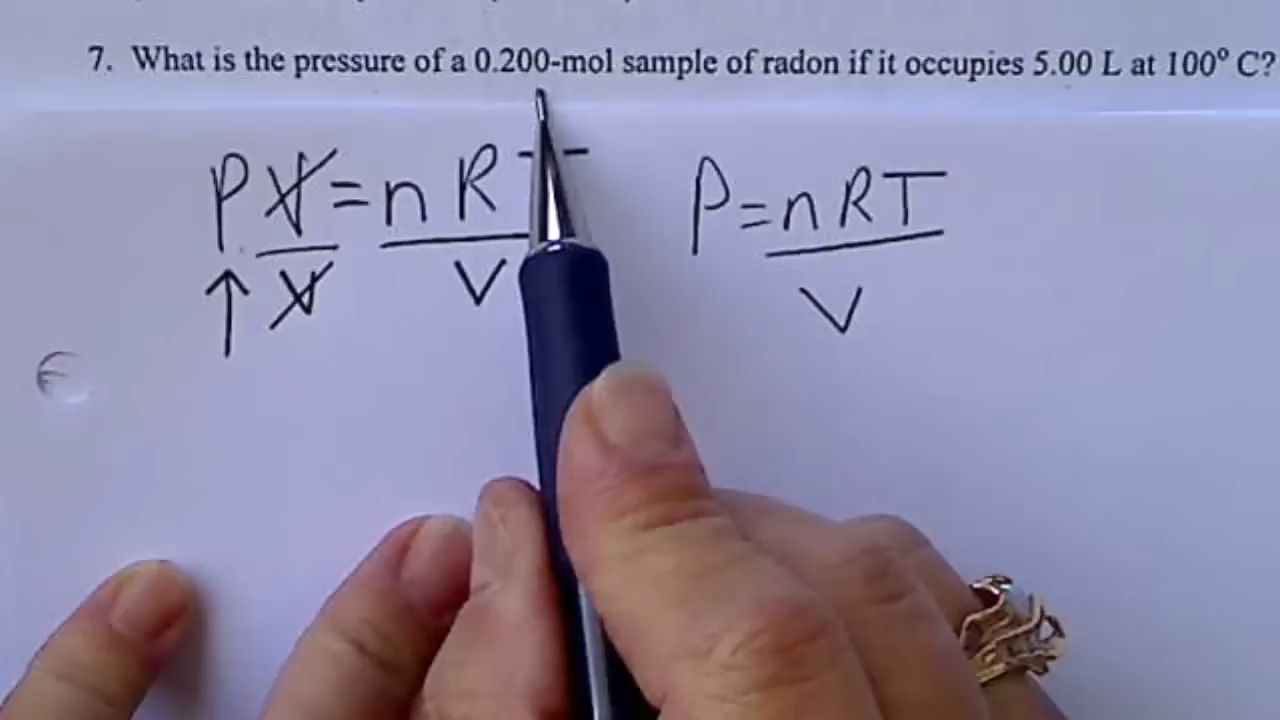 7. What is the pressure of a 0.200-mol sample of radon if it occupies 5.00 L at 100° C?
PV = nR
V V
P = nRT
V